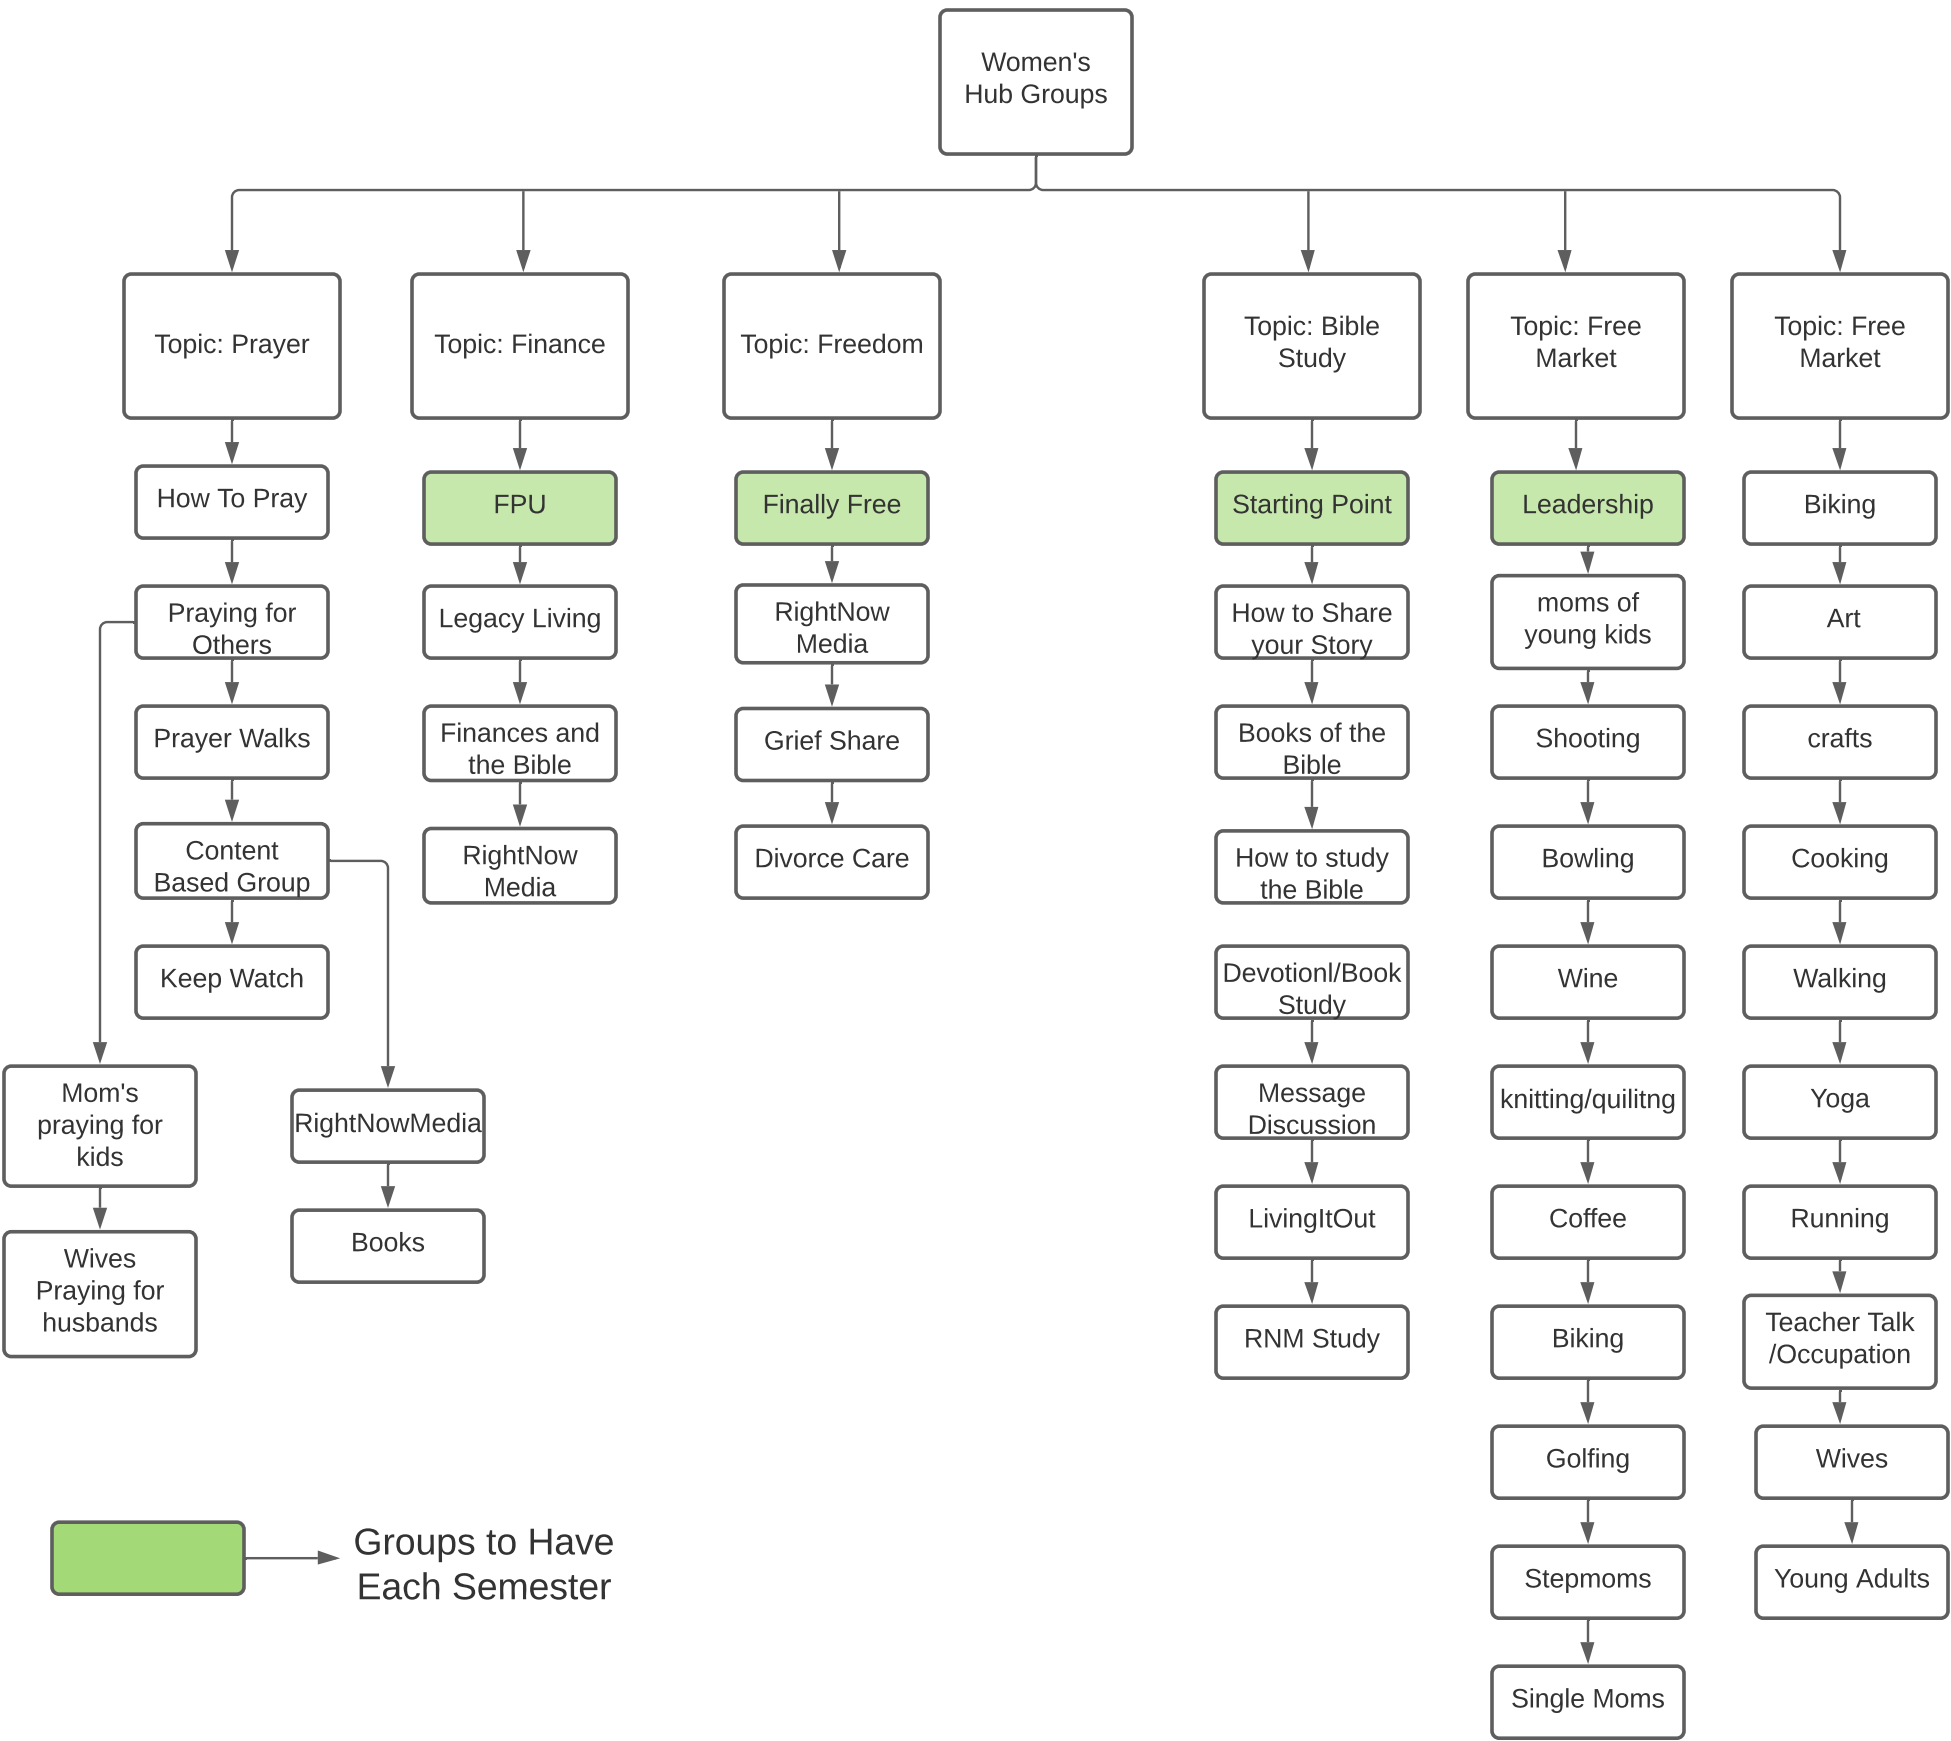 Women's
Hub Groups
Topic: Prayer
Topic: Finance
Topic: Freedom
Topic: Bible
Study
Topic: Free
Market
Topic: Free
Market
How To Pray
Praying for
Others
Prayer Walks
Content
Based Group
Keep Watch
Mom's
praying for
kids
Wives
Praying for
husbands
RightNowMedia
Books
FPU
Legacy Living
Finances and
the Bible
RightNow
Media
Finally Free
RightNow
Media
Grief Share
Divorce Care
Starting Point
How to Share
your Story
Books of the
Bible
How to study
the Bible
Devotionl/Book
Study
Message
Discussion
LivingItOut
RNM Study
Leadership
moms of
young kids
Shooting
Bowling
Wine
knitting/quilitng
Coffee
Biking
Golfing
Stepmoms
Single Moms
Biking
Art
crafts
Cooking
Walking
Yoga
Running
Teacher Talk
/Occupation
Wives
Young Adults
Groups to Have
Each Semester